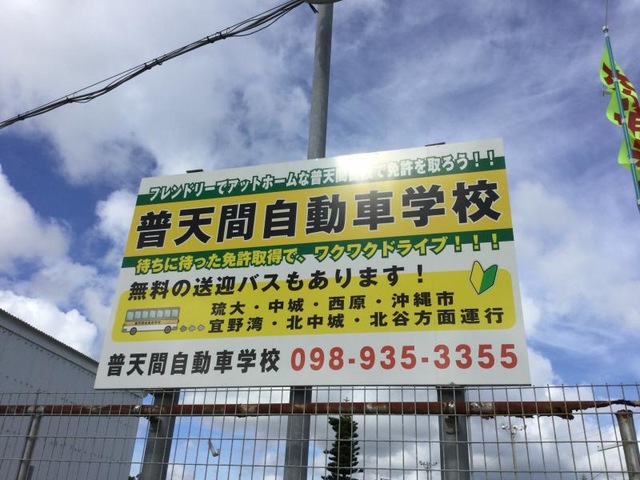 フレンドリーでアットホームな普天間自動車で免許を取ろう！！
普天間自動車学校
待ちに待った免許取得で、ワクワクドライブ！！！
無料の送迎バスもあります！
琉大・中城・西原・沖縄市
宜野湾・北中城・北谷方面運行
普天間自動車学校 098-935-3355